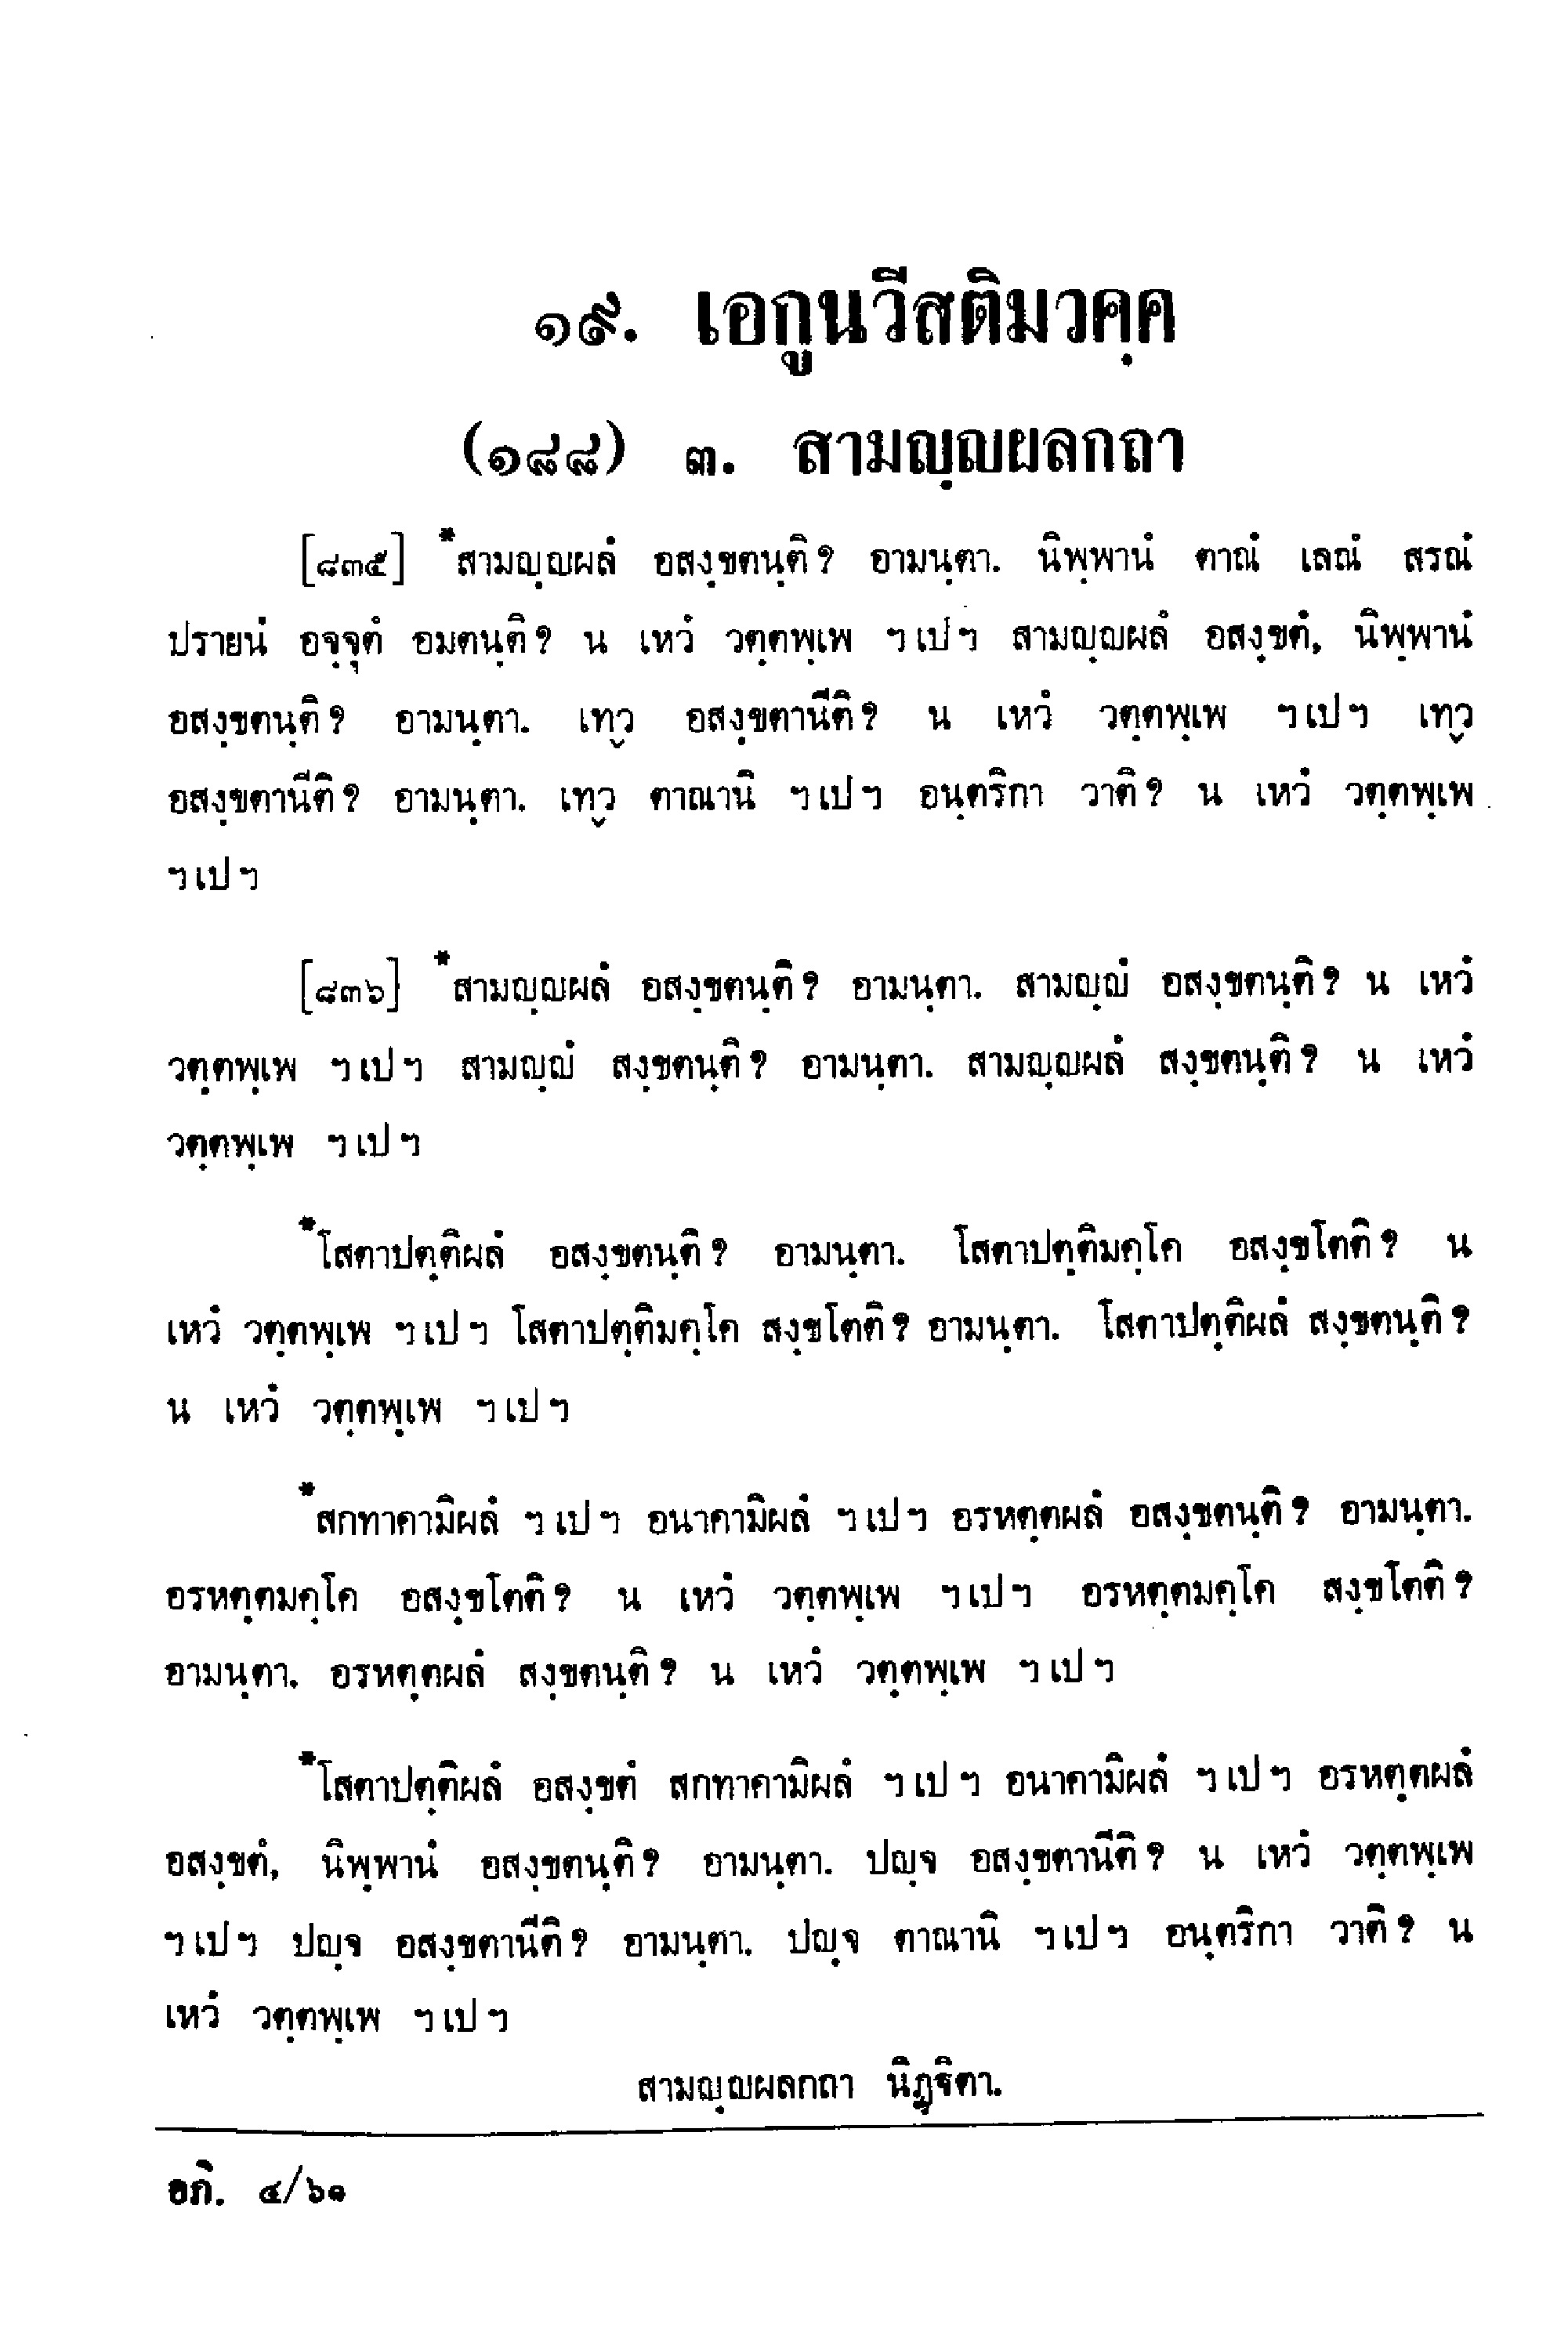 ๑๙. เอกูนวีสติมวคฺค
(๑๘๘) ๓. สามญฺญผลกถา
[๘๓๕] *สามญฺญผลํ อสงฺขตนฺติ? อามนฺตา. นิพฺพานํ ตาณํ เลณํ สรณํ
ปรายนํ อจฺจุตํ อมตนฺติ? น เหวํ วตฺตพฺเพ ฯเปฯ สามญฺญผลํ อสงฺขตํ, นิพฺพานํ
อสงฺขตนฺติ? อามนฺตา. เทฺว อสงฺขตานีติ? น เหวํ วตฺตพฺเพ ฯเปฯ เทฺว
อสงฺขตานีติ? อามนฺตา. เทฺว ตาณานิ ฯเปฯ อนฺตริกา วาติ? น เหวํ วตฺตพฺเพ
ฯเปฯ
[๘๓๖] *สามญฺญผลํ อสงฺขตนฺติ? อามนฺตา. สามญฺญํ อสงฺขตนฺติ? น เหวํ
วตฺตพฺเพ ฯเปฯ สามญฺญํ สงฺขตนฺติ? อามนฺตา. สามญฺญผลํ สงฺขตนฺติ? น เหวํ
วตฺตพฺเพ ฯเปฯ
*โสตาปตฺติผลํ อสงฺขตนฺติ? อามนฺตา. โสตาปตฺติมคฺโค อสงฺขโตติ? น
เหวํ วตฺตพฺเพ ฯเปฯ โสตาปตฺติมคฺโค สงฺขโตติ? อามนฺตา. โสตาปตฺติผลํ สงฺขตนฺติ?
น เหวํ วตฺตพฺเพ ฯเปฯ
*สกทาคามิผลํ ฯเปฯ อนาคามิผลํ ฯเปฯ อรหตฺตผลํ อสงฺขตนฺติ? อามนฺตา.
อรหตฺตมคฺโค อสงฺขโตติ? น เหวํ วตฺตพฺเพ ฯเปฯ อรหตฺตมคฺโค สงฺขโตติ?
อามนฺตา. อรหตฺตผลํ สงฺขตนฺติ? น เหวํ วตฺตพฺเพ ฯเปฯ
*โสตาปตฺติผลํ อสงฺขตํ สกทาคามิผลํ ฯเปฯ อนาคามิผลํ ฯเปฯ อรหตฺตผลํ
อสงฺขตํ, นิพฺพานํ อสงฺขตนฺติ? อามนฺตา. ปญฺจ อสงฺขตานีติ? น เหวํ วตฺตพฺเพ
ฯเปฯ ปญฺจ อสงฺขตานีติ? อามนฺตา. ปญฺจ ตาณานิ ฯเปฯ อนฺตริกา วาติ? น
เหวํ วตฺตพฺเพ ฯเปฯ
สามญฺญผลกถา นิฏฺฐิตา.
อภิ. ๔/๖๑